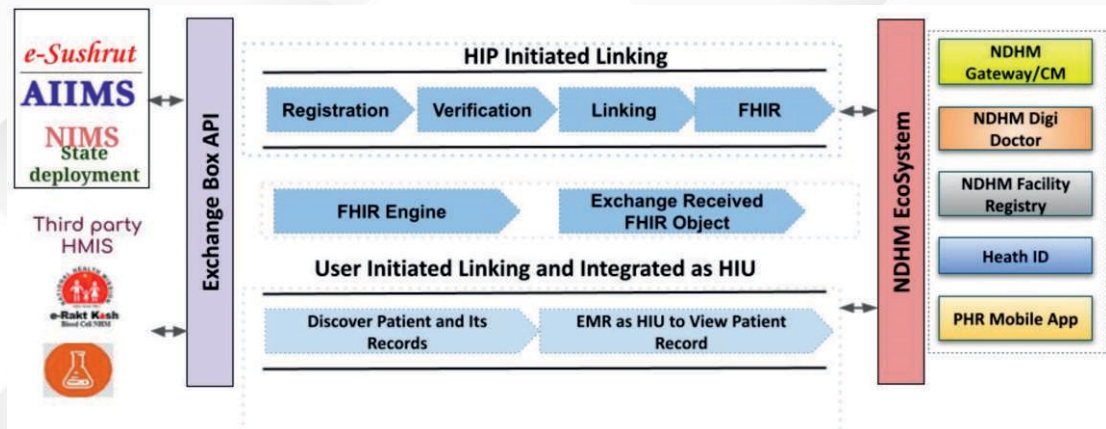 e-Sushrut
AIIMS
NIMS
State
deployment
Third party
HMIS
e-Rakt Kosh
Blood Cell NHM
Exchange Box API
HIP Initiated Linking
Registration
Verification
Linking
FHIR
FHIR Engine
Exchange Received
FHIR Object
User Initiated Linking and Integrated as HIU
Discover Patient and Its
Records
EMR as HIU to View Patient
Record
NDHM EcoSystem
NDHM
Gateway/CM
NDHM Digi
Doctor
NDHM Facility
Registry
Heath ID
PHR Mobile App